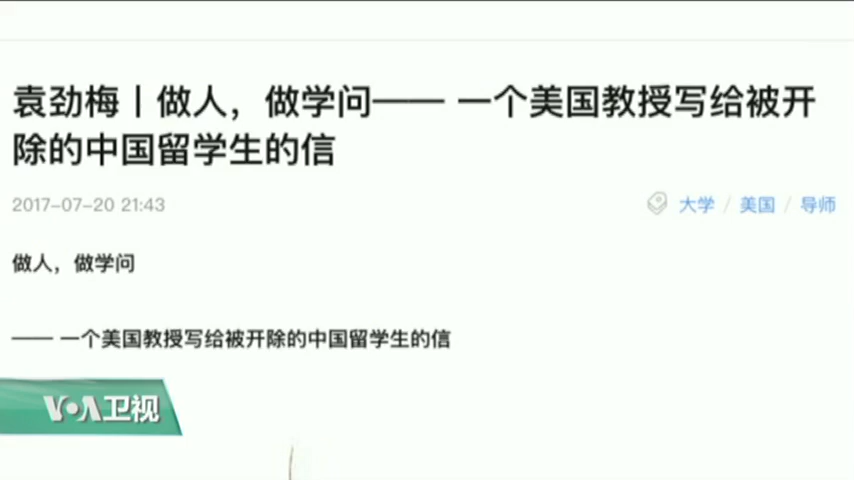 袁劲梅丨做人，做学问—— 一个美国教授写给被开
除的中国留学生的信
2017-07-20 21:43
大学 / 美国 / 导师
做人，做学问
—— 一个美国教授写给被开除的中国留学生的信
VOA卫视